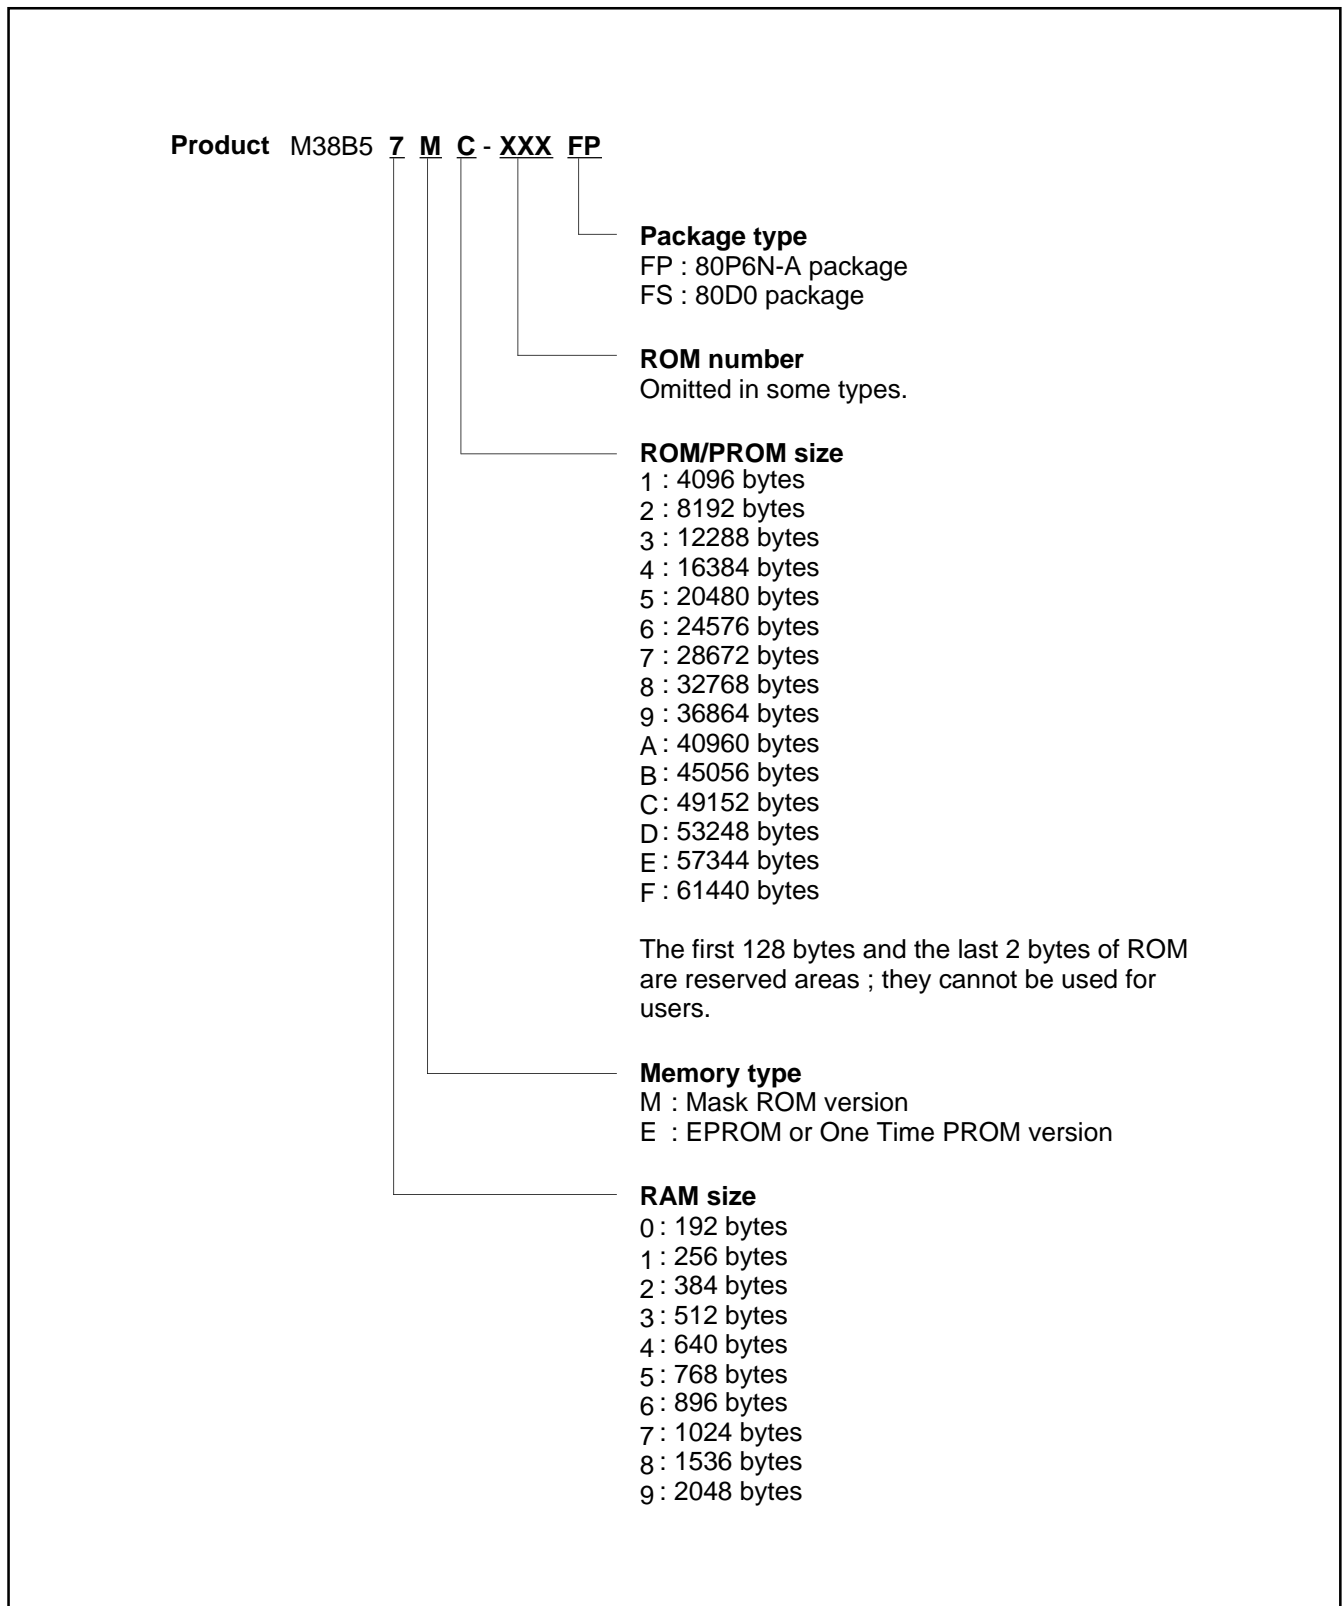 Product M38B5 7 M C - XXX FP
Package type
FP : 80P6N-A package
FS : 80D0 package
ROM number
Omitted in some types.
ROM/PROM size
1 : 4096 bytes
2 : 8192 bytes
3 : 12288 bytes
4 : 16384 bytes
5 : 20480 bytes
6 : 24576 bytes
7 : 28672 bytes
8 : 32768 bytes
9 : 36864 bytes
A : 40960 bytes
B : 45056 bytes
C : 49152 bytes
D : 53248 bytes
E : 57344 bytes
F : 61440 bytes
The first 128 bytes and the last 2 bytes of ROM
are reserved areas ; they cannot be used for
users.
Memory type
M : Mask ROM version
E : EPROM or One Time PROM version
RAM size
0 : 192 bytes
1 : 256 bytes
2 : 384 bytes
3 : 512 bytes
4 : 640 bytes
5 : 768 bytes
6 : 896 bytes
7 : 1024 bytes
8 : 1536 bytes
9 : 2048 bytes